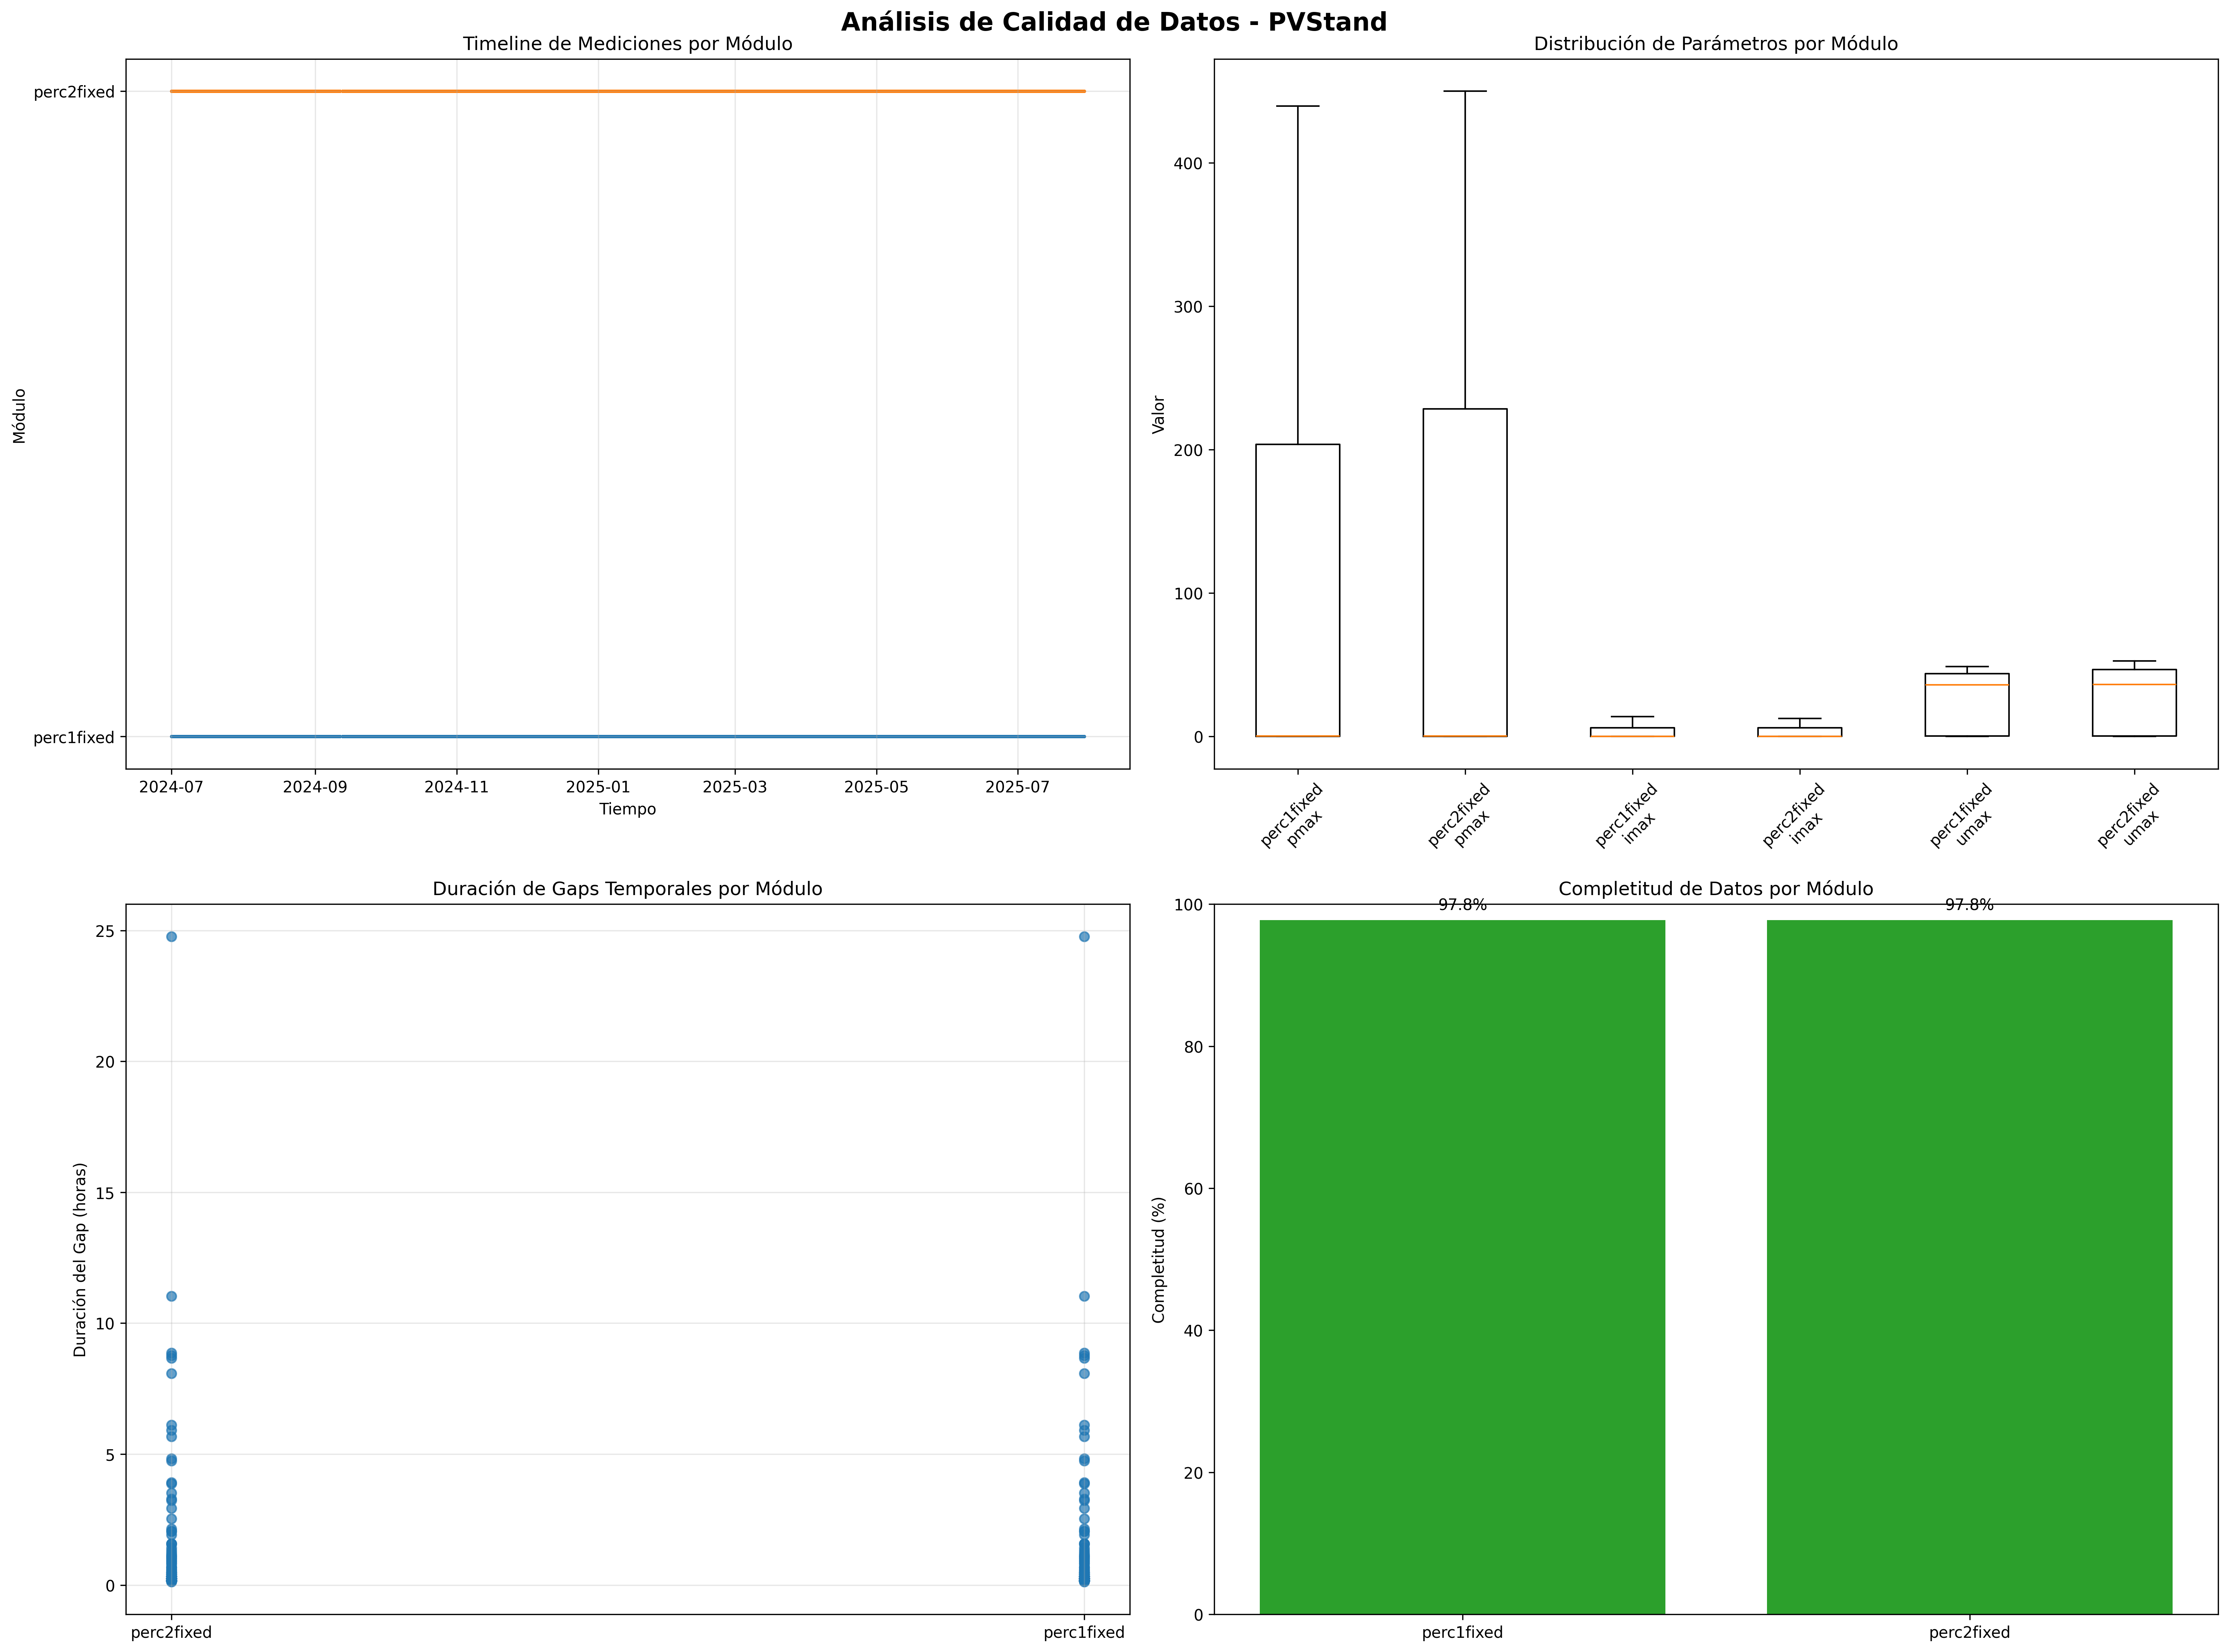 Análisis de Calidad de Datos - PVStand
Timeline de Mediciones por Módulo
Módulo
perc2fixed
perc1fixed
2024-07
2024-09
2024-11
2025-01
2025-03
2025-05
2025-07
Tiempo
Distribución de Parámetros por Módulo
Valor
400
300
200
100
0
perc1fixed
pmax
perc2fixed
pmax
perc1fixed
imax
perc2fixed
imax
perc1fixed
umax
perc2fixed
umax
Duración de Gaps Temporales por Módulo
Duración del Gap (horas)
25
20
15
10
5
0
perc2fixed
perc1fixed
Completitud de Datos por Módulo
Completitud (%)
100
80
60
40
20
0
97.8%
97.8%
perc1fixed
perc2fixed